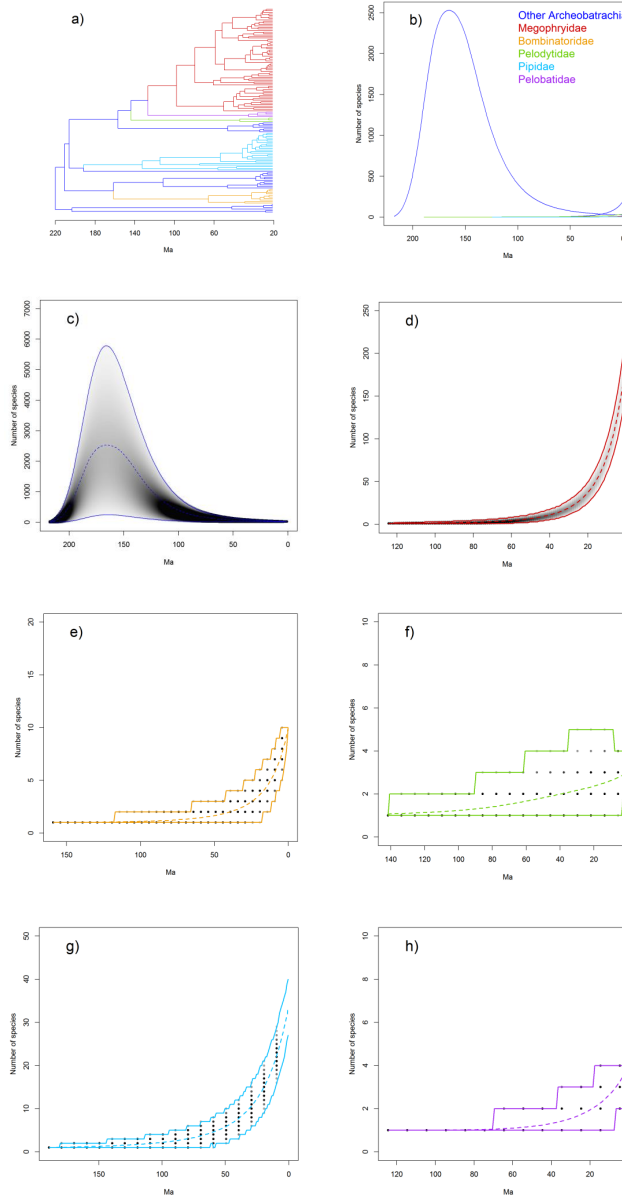 a)
220 180 140 100 60 20
Ma
b)
Other Archeobatrachia
Megophryidae
Bombinatoridae
Pelodytidae
Pipidae
Pelobatidae
Number of species
0 500 1000 1500 2000 2500
200 150 100 50 0
Ma
c)
Number of species
0 1000 2000 3000 4000 5000 6000 7000
200 150 100 50 0
Ma
d)
Number of species
0 50 100 150 200 250
120 100 80 60 40 20
Ma
e)
Number of species
0 5 10 15 20
150 100 50 0
Ma
f)
Number of species
0 2 4 6 8 10
140 120 100 80 60 40 20
Ma
g)
Number of species
0 10 20 30 40 50
150 100 50 0
Ma
h)
Number of species
0 2 4 6 8 10
120 100 80 60 40 20
Ma